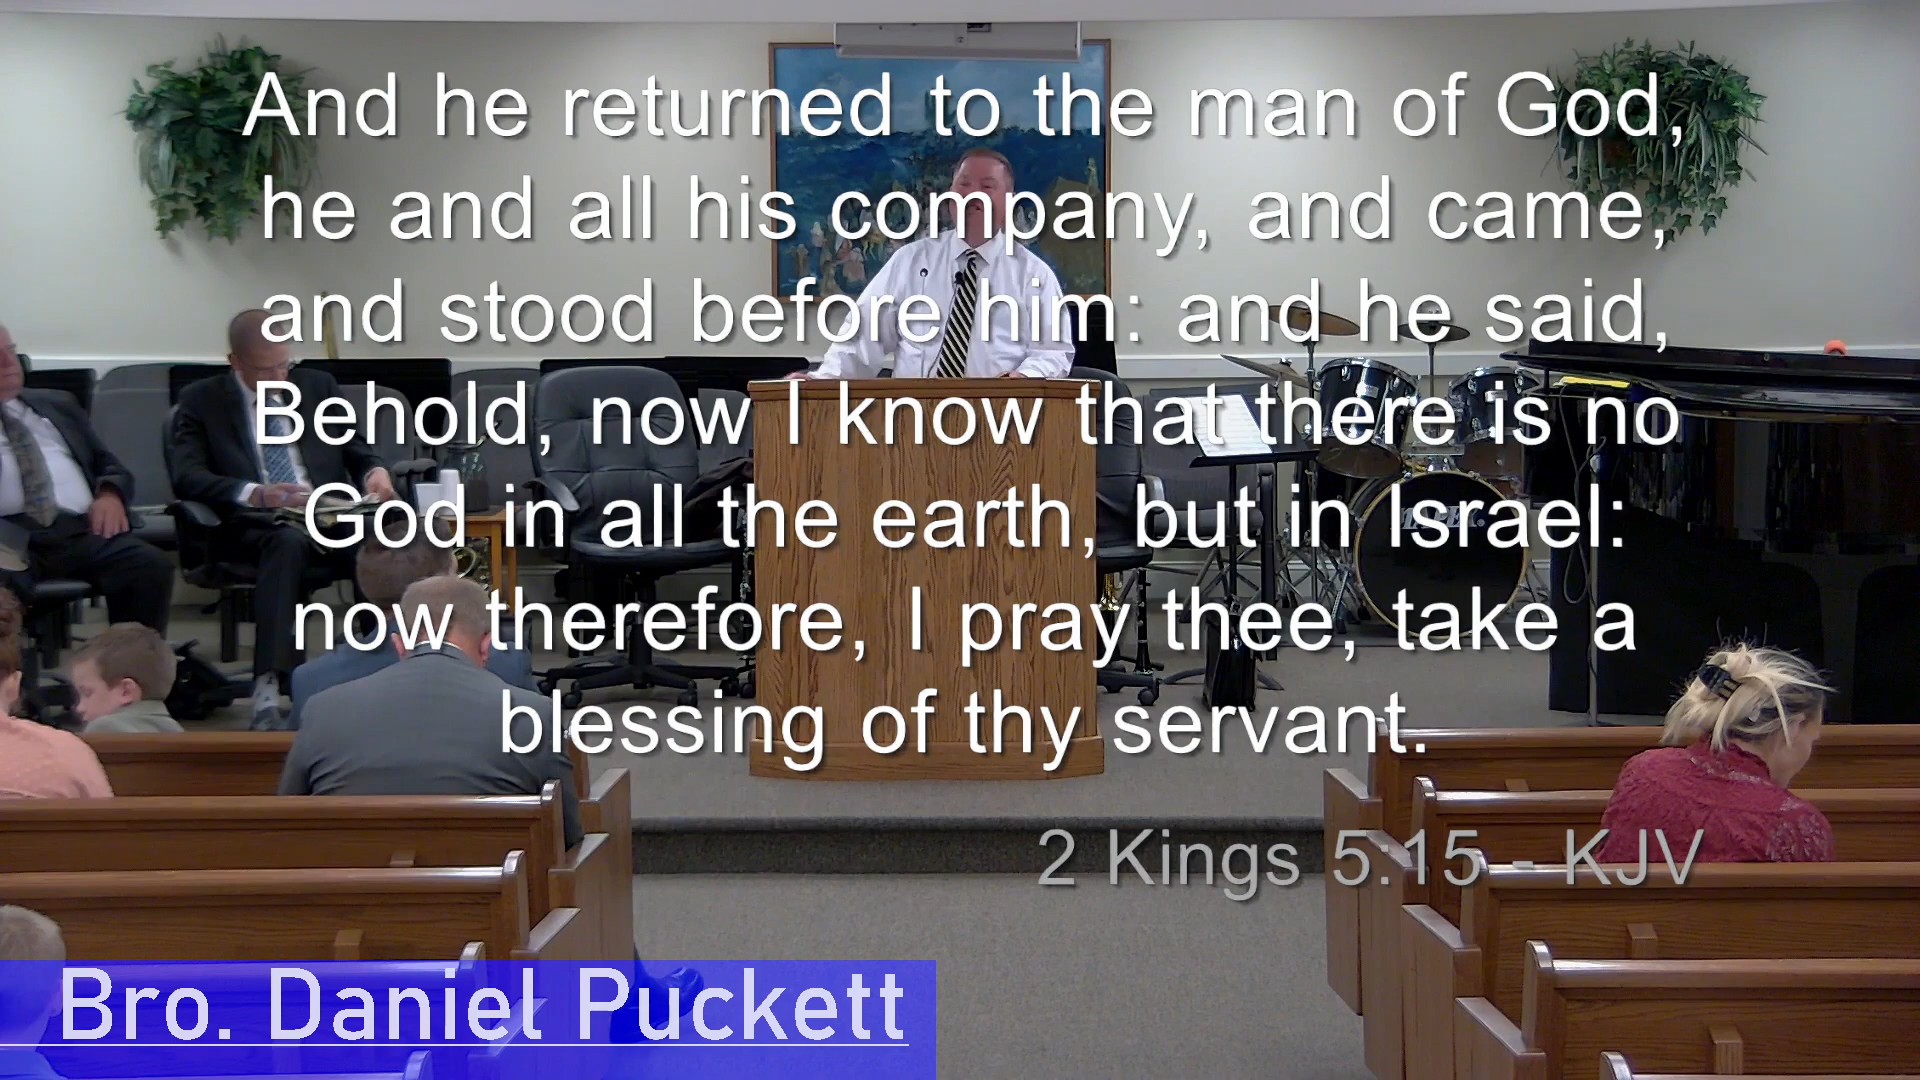 And he returned to the man of God,
he and all his company, and came,
and stood before him: and he said,
Behold, now I know that there is no
God in all the earth, but in Israel:
now therefore, I pray thee, take a
blessing of thy servant.
2 Kings 5:15 - KJV
Bro. Daniel Puckett